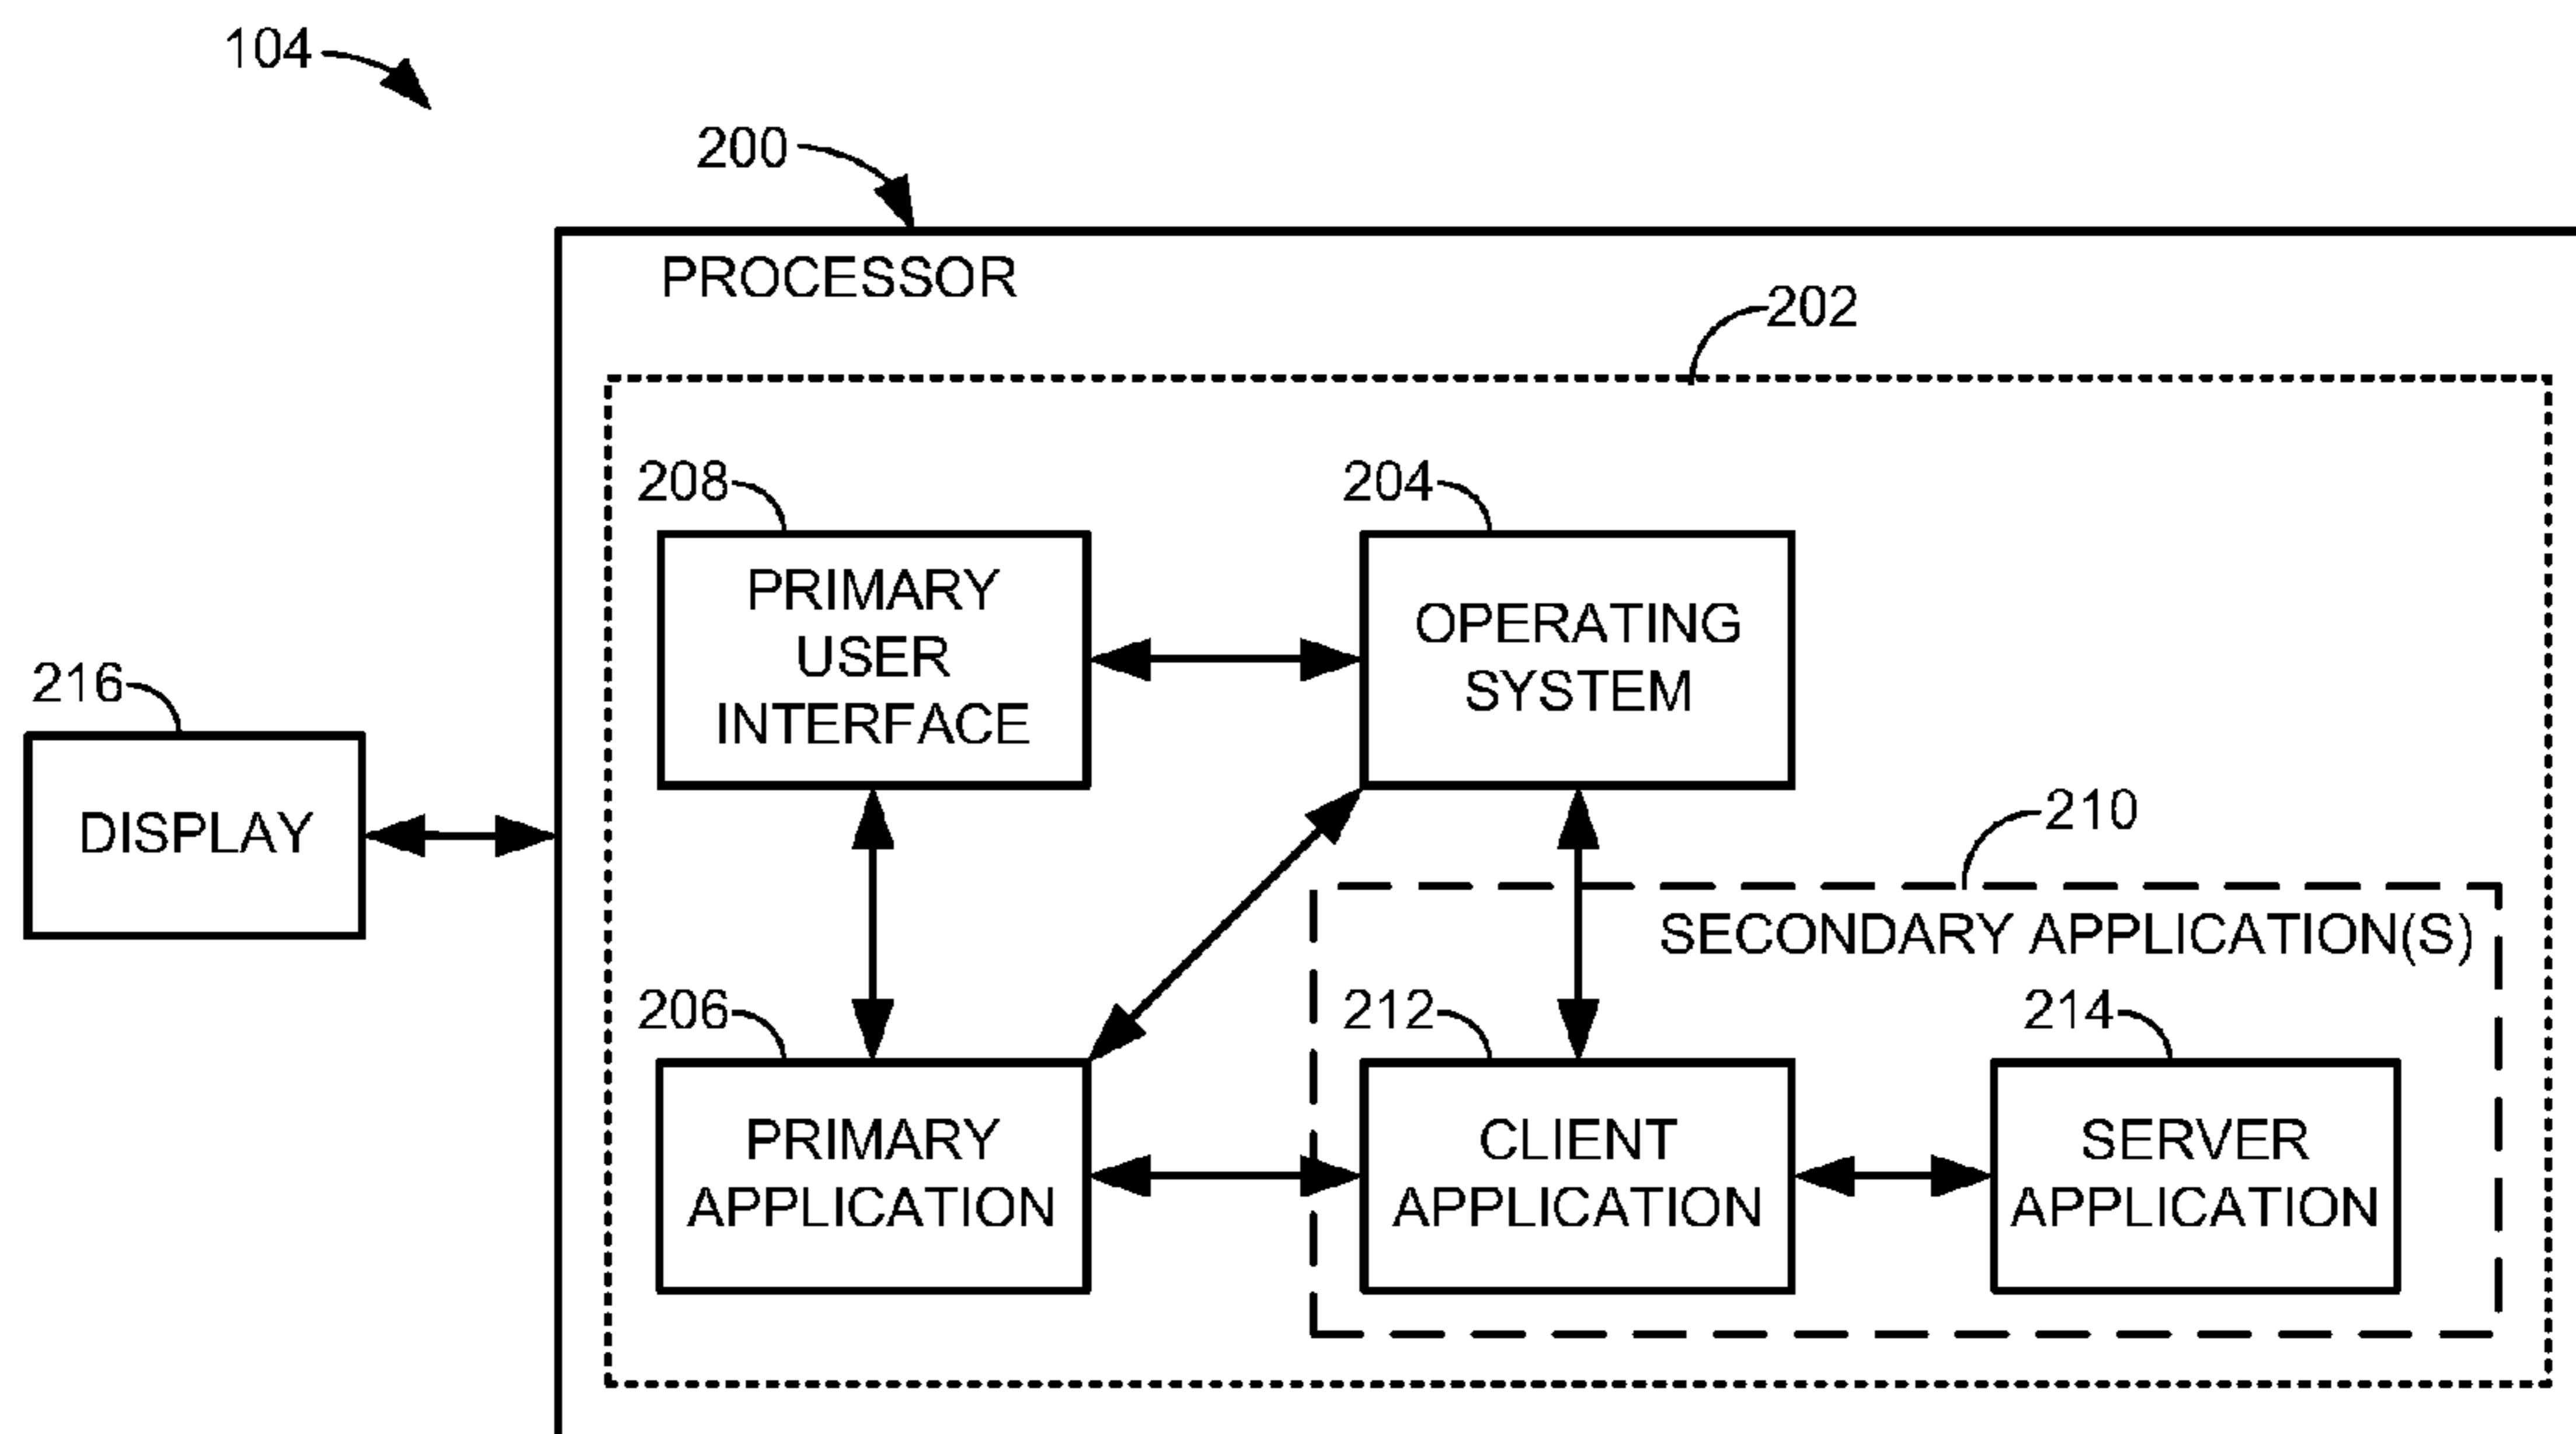 104
200
PROCESSOR
202
208
204
PRIMARY
USER
INTERFACE
OPERATING
SYSTEM
216
DISPLAY
210
SECONDARY APPLICATION(S)
206
212
214
PRIMARY
APPLICATION
CLIENT
APPLICATION
SERVER
APPLICATION